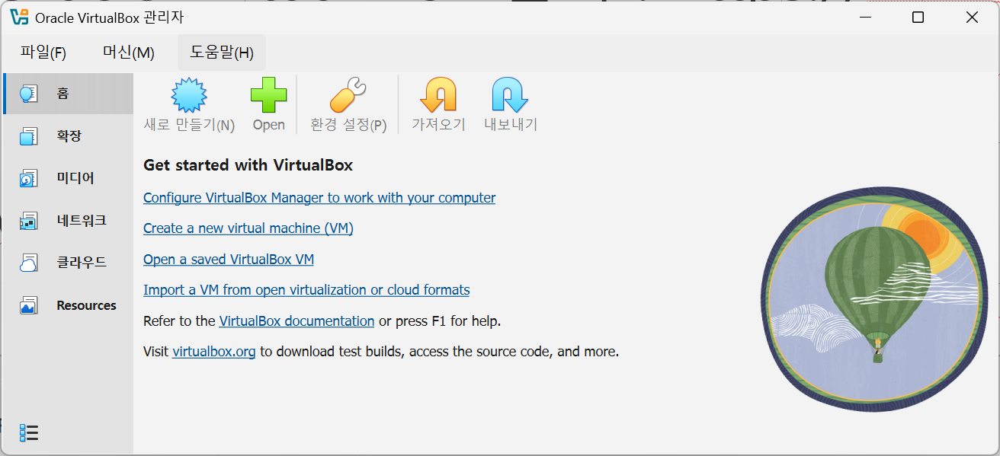 Oracle VirtualBox 관리자
파일(F) 머신(M) 도움말(H)
홈
확장
미디어
네트워크
클라우드
Resources
새로 만들기(N) Open 환경 설정(P) 가져오기 내보내기
Get started with VirtualBox
Configure VirtualBox Manager to work with your computer
Create a new virtual machine (VM)
Open a saved VirtualBox VM
Import a VM from open virtualization or cloud formats
Refer to the VirtualBox documentation or press F1 for help.
Visit virtualbox.org to download test builds, access the source code, and more.